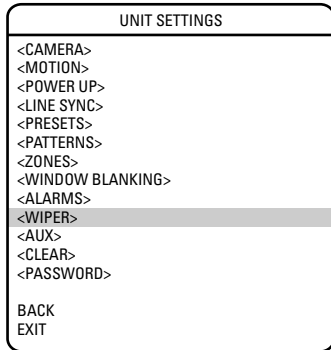 UNIT SETTINGS
<CAMERA>
<MOTION>
<POWER UP>
<LINE SYNC>
<PRESETS>
<PATTERNS>
<ZONES>
<WINDOW BLANKING>
<ALARMS>
<WIPER>
<AUX>
<CLEAR>
<PASSWORD>
BACK
EXIT